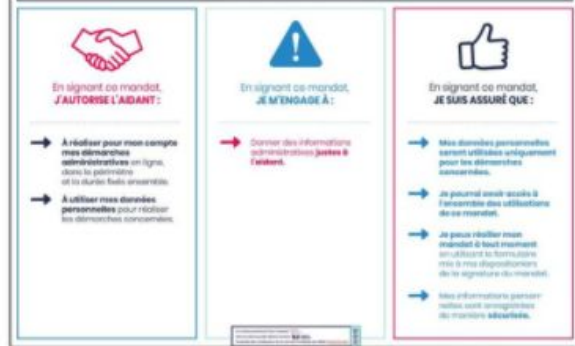 En signant ce mandat,
J'AUTORISE L'AIDANT :
À réaliser pour mon compte
mes démarches
administratives en ligne,
dans le périmètre
et la durée fixés ensemble.
À utiliser mes données
personnelles pour réaliser
les démarches concernées.
En signant ce mandat,
JE M'ENGAGE À :
Donner des informations
administratives justes à
l'aidant.
En signant ce mandat,
JE SUIS ASSURÉ QUE :
Mes données personnelles
seront utilisées uniquement
pour les démarches
concernées.
Je pourrai avoir accès à
l'ensemble des utilisations
de ce mandat.
Je peux résilier mon
mandat à tout moment
en utilisant le formulaire
mis à ma disposition lors
de la signature du mandat.
Mes informations person-
nelles sont enregistrées
de manière sécurisée.